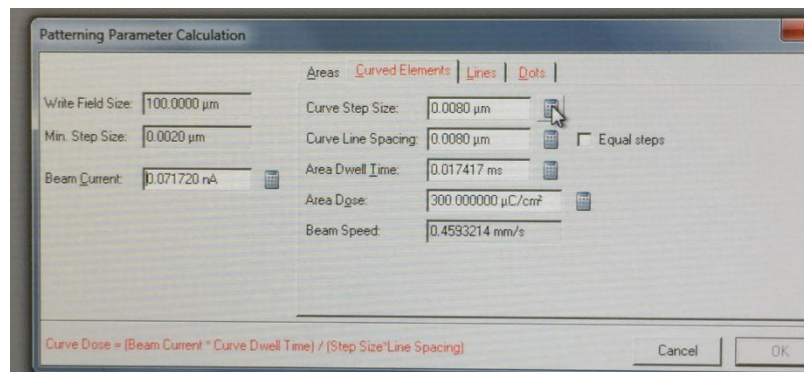 Patterning Parameter Calculation
Areas Curved Elements Lines Dots
Write Field Size: 100.0000 µm
Curve Step Size: 0.0080 µm
Min. Step Size: 0.0020 µm
Curve Line Spacing: 0.0080 µm Equal steps
Beam Current: 0.071720 nA
Area Dwell Time: 0.017417 ms
Area Dose: 300.000000 µC/cm²
Beam Speed: 0.4593214 mm/s
Curve Dose = (Beam Current * Curve Dwell Time) / (Step Size*Line Spacing)
Cancel OK